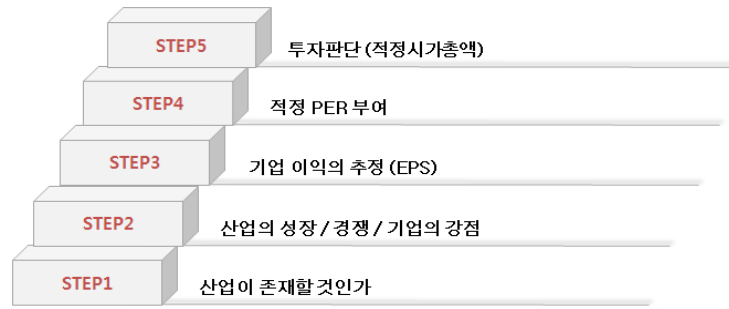 STEP5 투자판단 (적정시가총액)
STEP4 적정 PER 부여
STEP3 기업 이익의 추정 (EPS)
STEP2 산업의 성장 / 경쟁 / 기업의 강점
STEP1 산업이 존재할 것인가